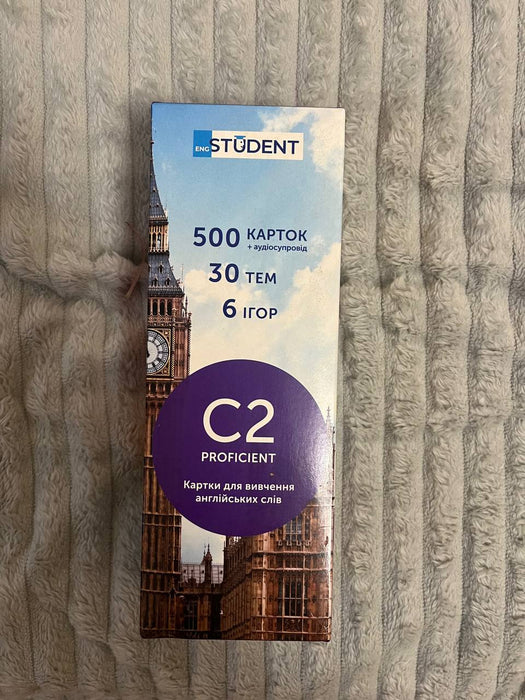 ENG STUDENT
500 КАРТОК
+ аудіосупровід
30 ТЕМ
6 ІГОР
C2
PROFICIENT
Картки для вивчення
англійських слів